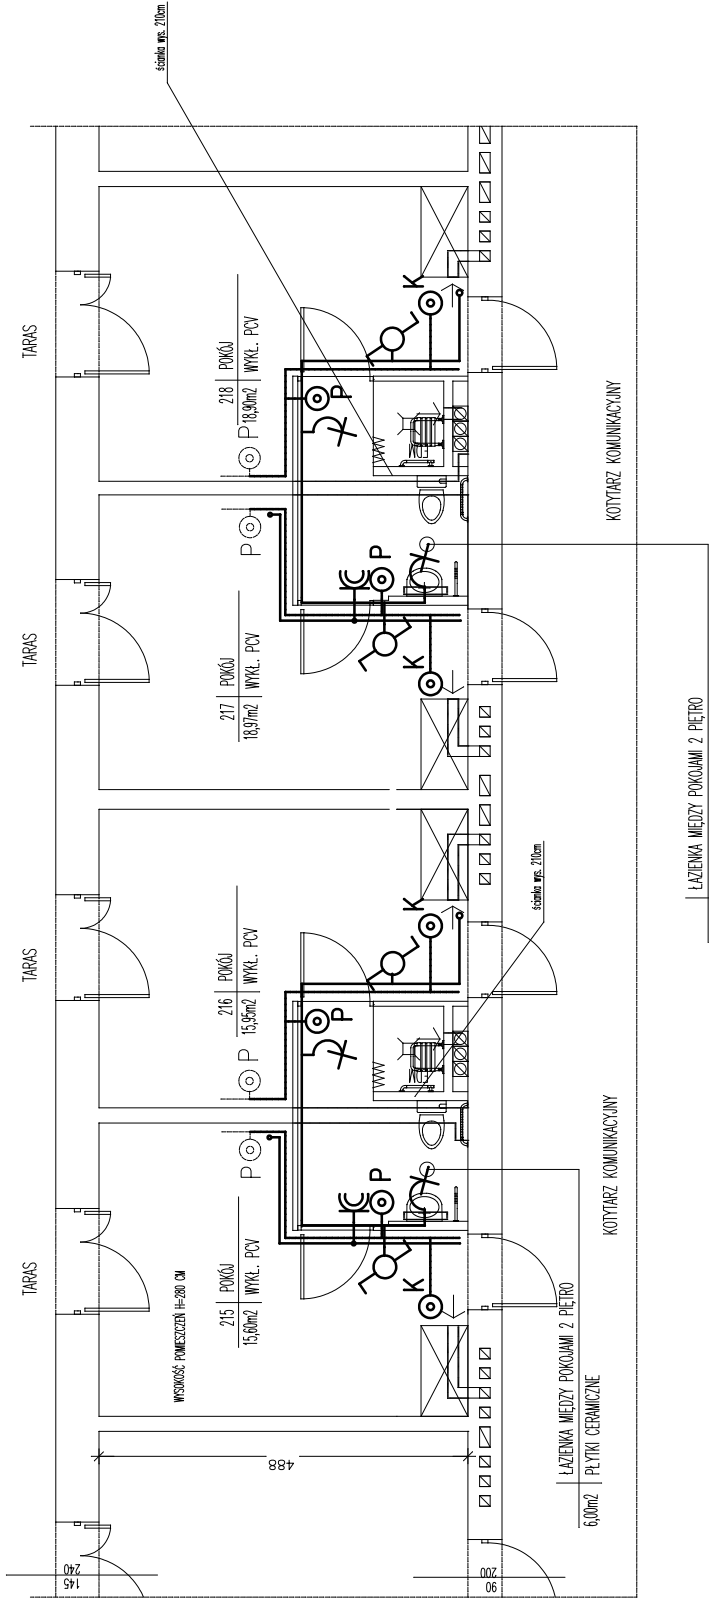 ścianka wys. 210cm
TARAS
218 POKÓJ
18,90m2 WYKŁ. PCV
P
K
P
KOTYTARZ KOMUNIKACYJNY
TARAS
217 POKÓJ
18,97m2 WYKŁ. PCV
P
P
K
ŁAZIENKA MIĘDZY POKOJAMI 2 PIĘTRO
TARAS
216 POKÓJ
15,95m2 WYKŁ. PCV
P
K
P
ścianka wys. 210cm
KOTYTARZ KOMUNIKACYJNY
TARAS
215 POKÓJ
15,60m2 WYKŁ. PCV
P
P
K
WYSOKOŚĆ POMIESZCZEŃ H=280 CM
ŁAZIENKA MIĘDZY POKOJAMI 2 PIĘTRO
6,00m2 PŁYTKI CERAMICZNE
488
145
240
90
200